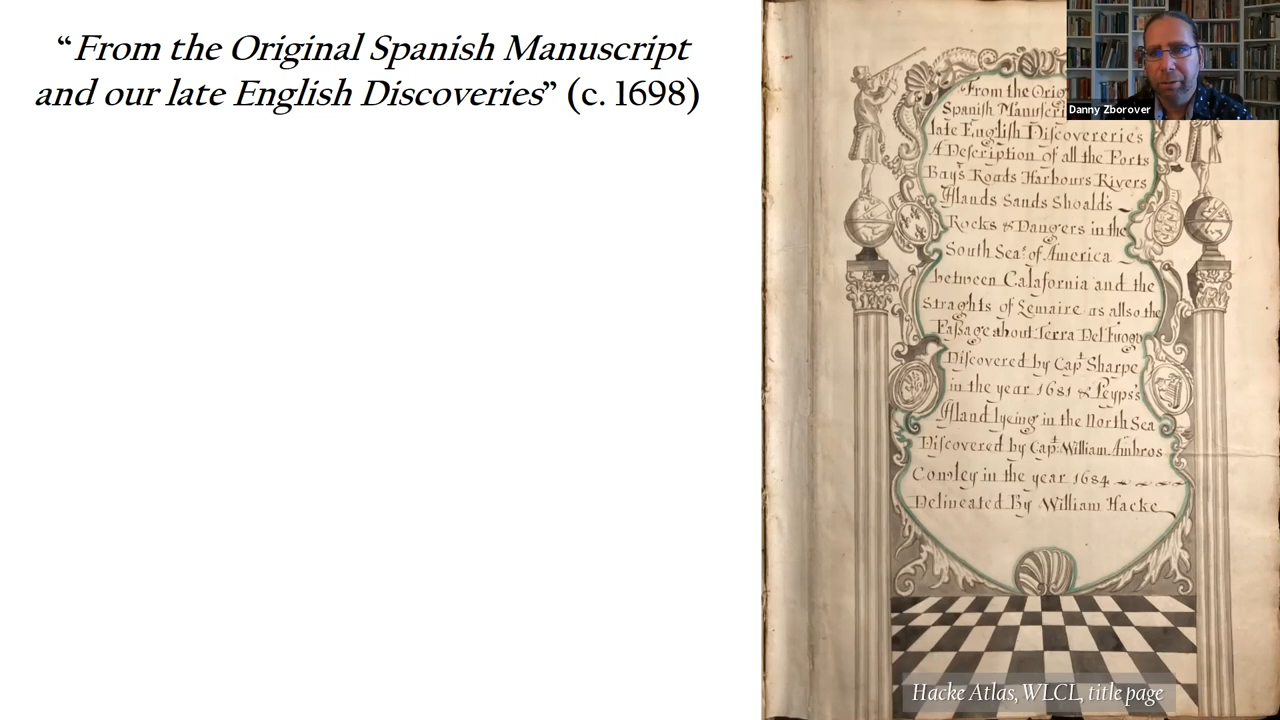 “From the Original Spanish Manuscript
and our late English Discoveries” (c. 1698)
Danny Zborover
From the Orig
Spanish Manuscri
late English Discovereries
A Description of all the Ports
Bay's Roads Harbours Rivers
Islands Sands Shoald's
Rocks & Dangers in the
South Seas of America
between Calafornia and the
Straghts of Lemaire as allso the
Passage about Terra Del Fuogo
Discovered by Capt Sharpe
in the year 1681 & Peyps's
Island lyeing in the North Sea
Discovered by Capt William Ambros
Cowley in the year 1684
Delineated By William Hacke
Hacke Atlas, WLCL, title page